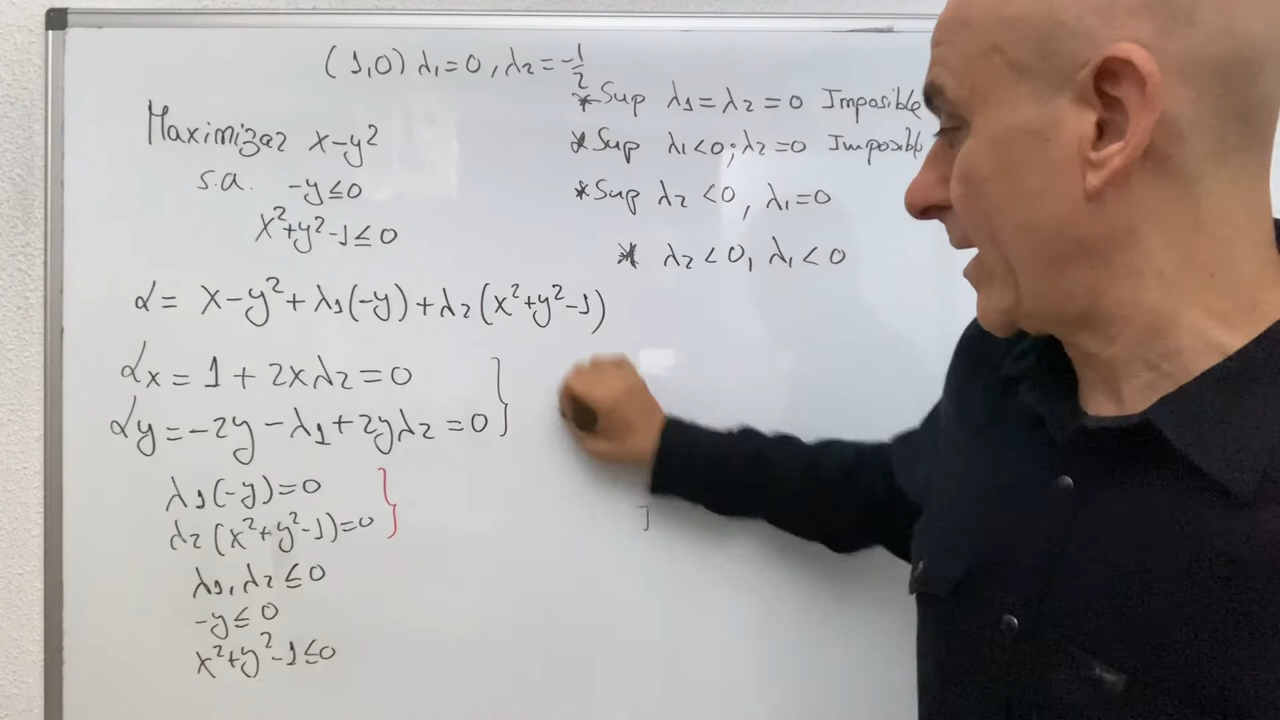 (1,0) λ₁=0, λ₂=-1/2
Maximizar x-y²
s.a. -y≤0
x²+y²-1≤0
*Sup λ₁=λ₂=0 Imposible
*Sup λ₁<0; λ₂=0 Imposibl
*Sup λ₂<0, λ₁=0
* λ₂<0, λ₁<0
α= x-y²+λ₁(-y)+λ₂(x²+y²-1)
αx=1+2xλ₂=0
αy=-2y-λ₁+2yλ₂=0
λ₁(-y)=0
λ₂(x²+y²-1)=0
λ₁,λ₂≤0
-y≤0
x²+y²-1≤0